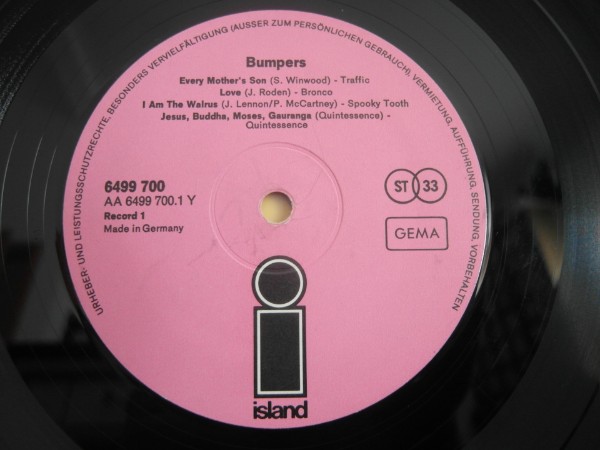 URHEBER- UND LEISTUNGSSCHUTZRECHTE, BESONDERS VERVIELFÄLTIGUNG (AUSSER ZUM PERSÖNLICHEN GEBRAUCH), VERMIETUNG, AUFFÜHRUNG, SENDUNG, VORBEHALTEN
Bumpers
Every Mother's Son (S. Winwood) - Traffic
Love (J. Roden) - Bronco
I Am The Walrus (J. Lennon/P. McCartney) - Spooky Tooth
Jesus, Buddha, Moses, Gauranga (Quintessence) -
Quintessence
6499 700
AA 6499 700.1 Y
Record 1
Made in Germany
ST 33
GEMA
island